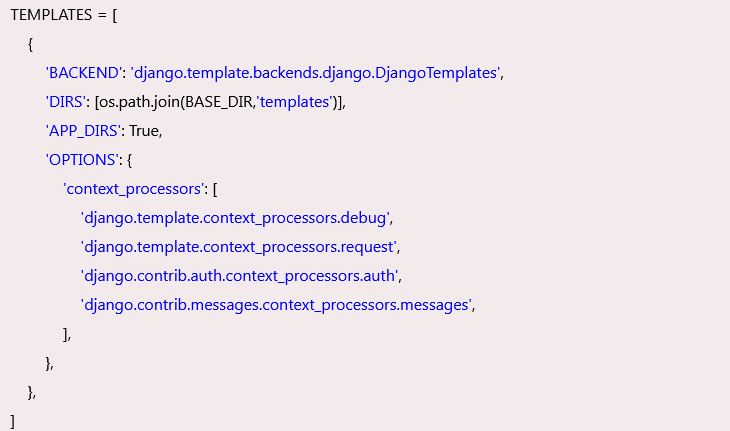 TEMPLATES = [
    {
        'BACKEND': 'django.template.backends.django.DjangoTemplates',
        'DIRS': [os.path.join(BASE_DIR,'templates')],
        'APP_DIRS': True,
        'OPTIONS': {
            'context_processors': [
                'django.template.context_processors.debug',
                'django.template.context_processors.request',
                'django.contrib.auth.context_processors.auth',
                'django.contrib.messages.context_processors.messages',
            ],
        },
    },
]